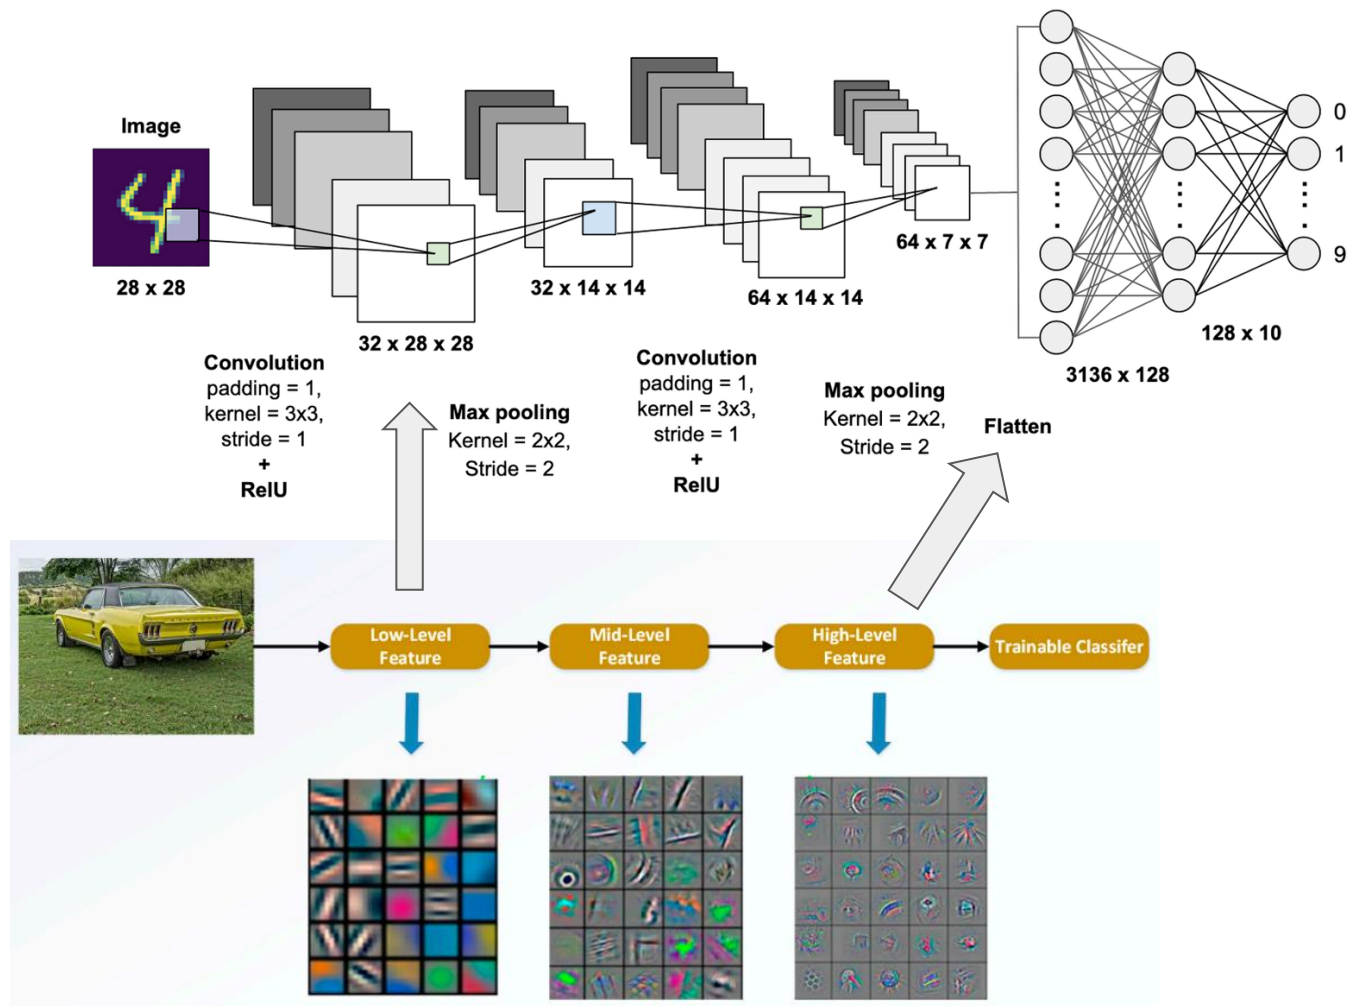 Image
28 x 28
32 x 28 x 28
32 x 14 x 14
64 x 14 x 14
64 x 7 x 7
0
1
9
128 x 10
3136 x 128
Convolution
padding = 1,
kernel = 3x3,
stride = 1
+
RelU
Max pooling
Kernel = 2x2,
Stride = 2
Convolution
padding = 1,
kernel = 3x3,
stride = 1
+
RelU
Max pooling
Kernel = 2x2,
Stride = 2
Flatten
Low-Level
Feature
Mid-Level
Feature
High-Level
Feature
Trainable Classifer